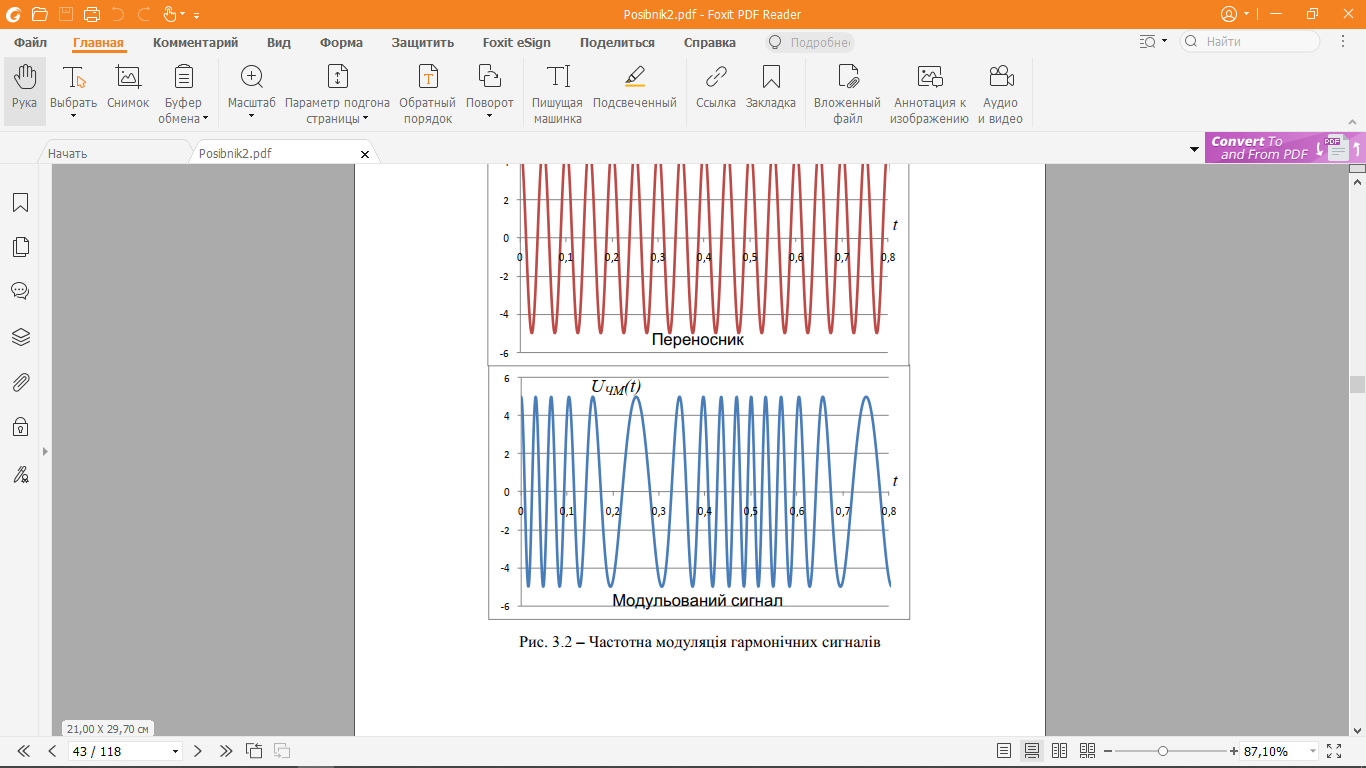 Posibnik2.pdf - Foxit PDF Reader
Файл Главная Комментарий Вид Форма Защитить Foxit eSign Поделиться Справка Подробнес Найти
Рука Выбрать Снимок Буфер обмена Масштаб Параметр подгона страницы Обратный порядок Поворот Пишущая машинка Подсвеченный Ссылка Закладка Вложенный файл Аннотация к изображению Аудио и видео
Начать Posibnik2.pdf Convert To and From PDF
PDF
2
t
0
0 0,1 0,2 0,3 0,4 0,5 0,6 0,7 0,8
-2
-4
Переносник
-6
6
UЧМ(t)
4
2
t
0
0 0,1 0,2 0,3 0,4 0,5 0,6 0,7 0,8
-2
-4
Модульований сигнал
-6
Рис. 3.2 – Частотна модуляція гармонічних сигналів
21,00 X 29,70 см
43 / 118 87,10%